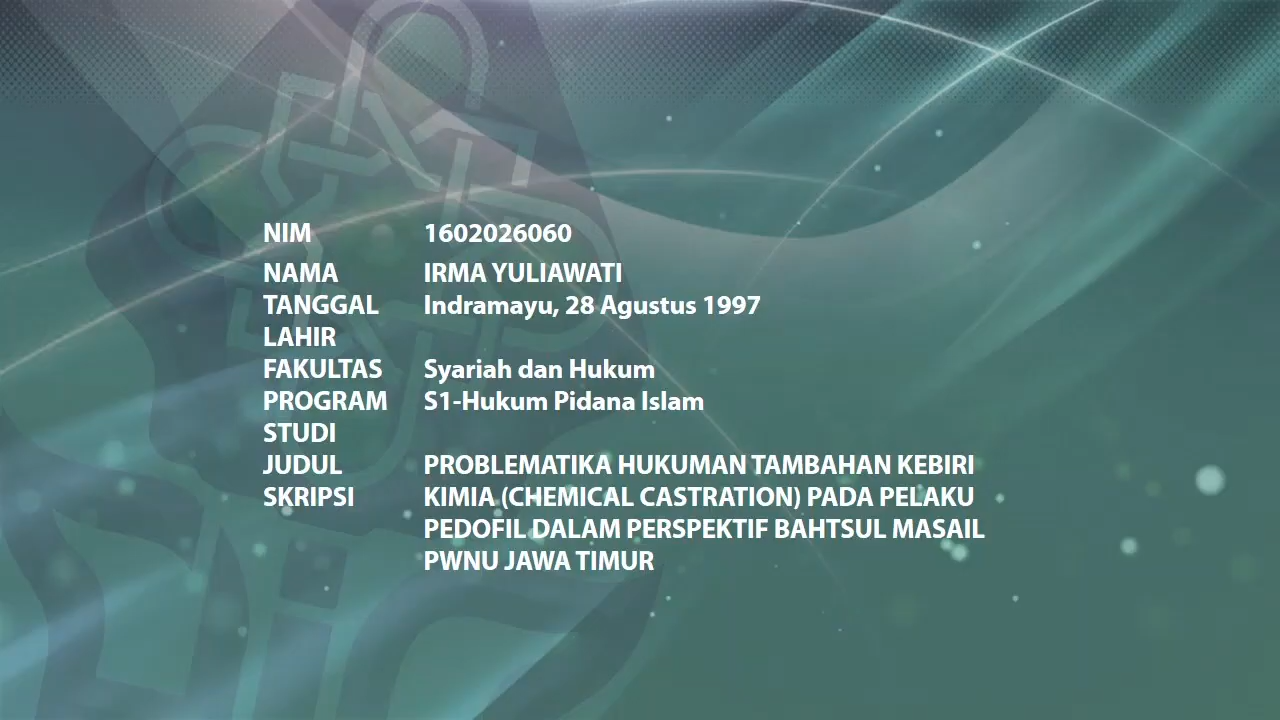 NIM 1602026060
NAMA IRMA YULIAWATI
TANGGAL LAHIR Indramayu, 28 Agustus 1997
FAKULTAS Syariah dan Hukum
PROGRAM STUDI S1-Hukum Pidana Islam
JUDUL SKRIPSI PROBLEMATIKA HUKUMAN TAMBAHAN KEBIRI
KIMIA (CHEMICAL CASTRATION) PADA PELAKU
PEDOFIL DALAM PERSPEKTIF BAHTSUL MASAIL
PWNU JAWA TIMUR